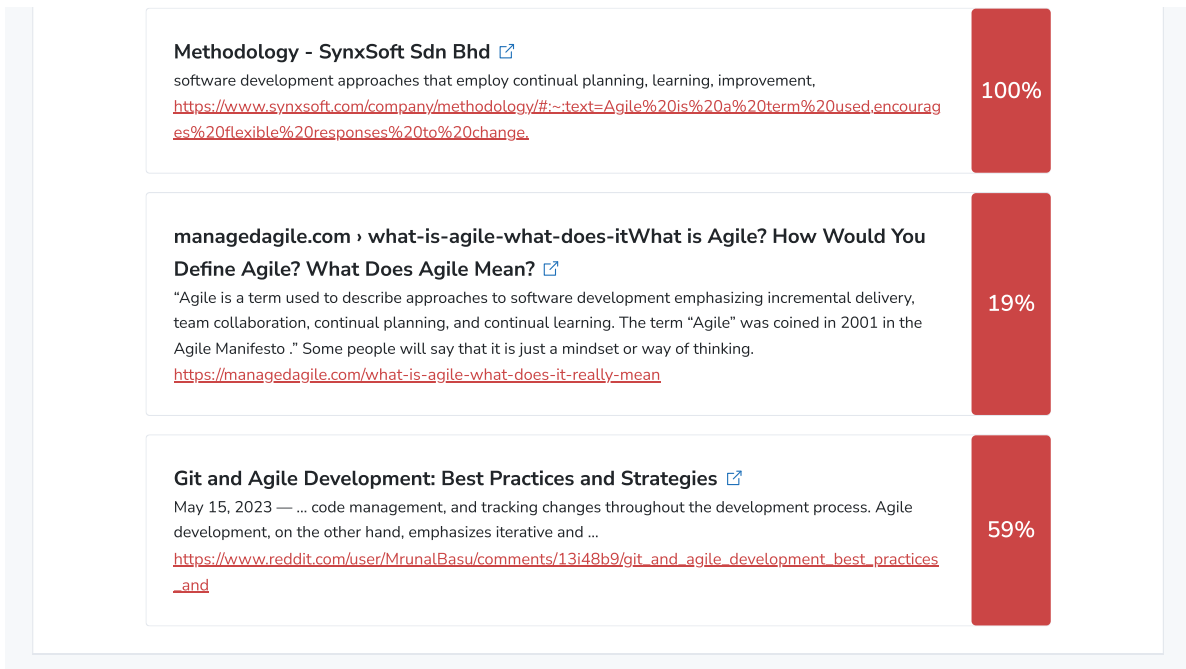 Methodology - SynxSoft Sdn Bhd
software development approaches that employ continual planning, learning, improvement,
https://www.synxsoft.com/company/methodology/#:~:text=Agile%20is%20a%20term%20used,encourag
es%20flexible%20responses%20to%20change.
100%
managedagile.com › what-is-agile-what-does-itWhat is Agile? How Would You
Define Agile? What Does Agile Mean?
“Agile is a term used to describe approaches to software development emphasizing incremental delivery,
team collaboration, continual planning, and continual learning. The term “Agile” was coined in 2001 in the
Agile Manifesto .” Some people will say that it is just a mindset or way of thinking.
https://managedagile.com/what-is-agile-what-does-it-really-mean
19%
Git and Agile Development: Best Practices and Strategies
May 15, 2023 — ... code management, and tracking changes throughout the development process. Agile
development, on the other hand, emphasizes iterative and ...
https://www.reddit.com/user/MrunalBasu/comments/13i48b9/git_and_agile_development_best_practices
_and
59%